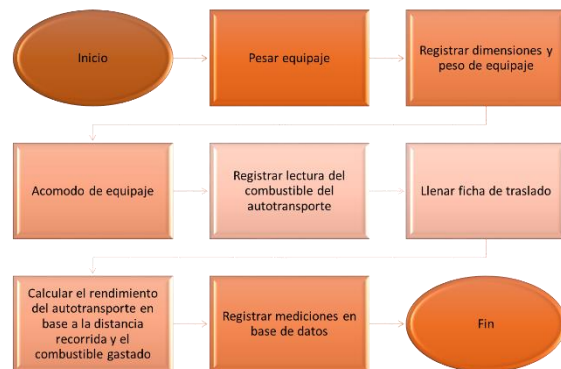 Inicio
Pesar equipaje
Registrar dimensiones y
peso de equipaje
Acomodo de equipaje
Registrar lectura del
combustible del
autotransporte
Llenar ficha de traslado
Calcular el rendimiento
del autotransporte en
base a la distancia
recorrida y el
combustible gastado
Registrar mediciones en
base de datos
Fin